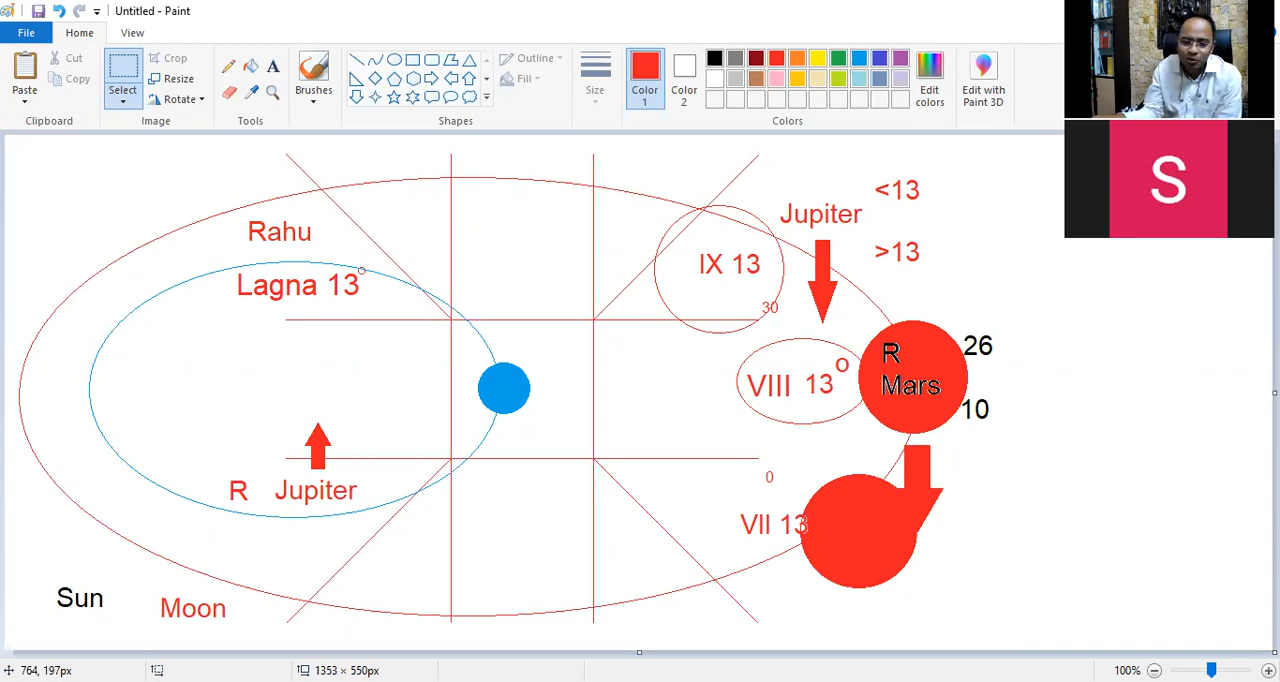 Untitled - Paint
File
Home
View
Paste
Cut
Copy
Clipboard
Select
Crop
Resize
Rotate
Image
A
Tools
Brushes
Shapes
Outline
Fill
Size
Color 1
Color 2
Edit colors
Colors
Edit with Paint 3D
S
Rahu
Lagna 13°
Jupiter
<13
>13
IX 13
30
VIII 13 O
R
Mars
26
10
0
R Jupiter
VII 13
Sun
Moon
764, 197px
1353 × 550px
100%